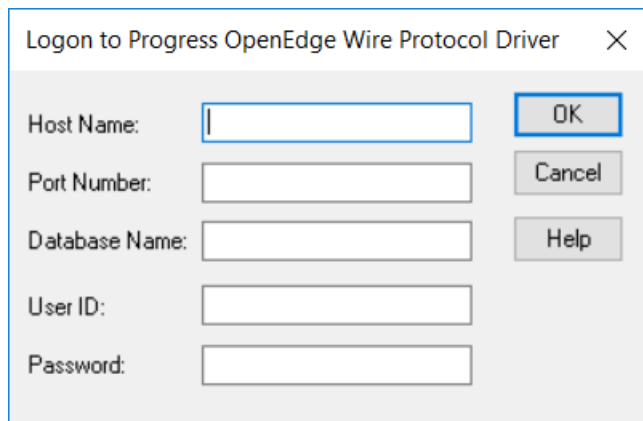 Logon to Progress OpenEdge Wire Protocol Driver
Host Name:
OK
Port Number:
Cancel
Database Name:
Help
User ID:
Password: